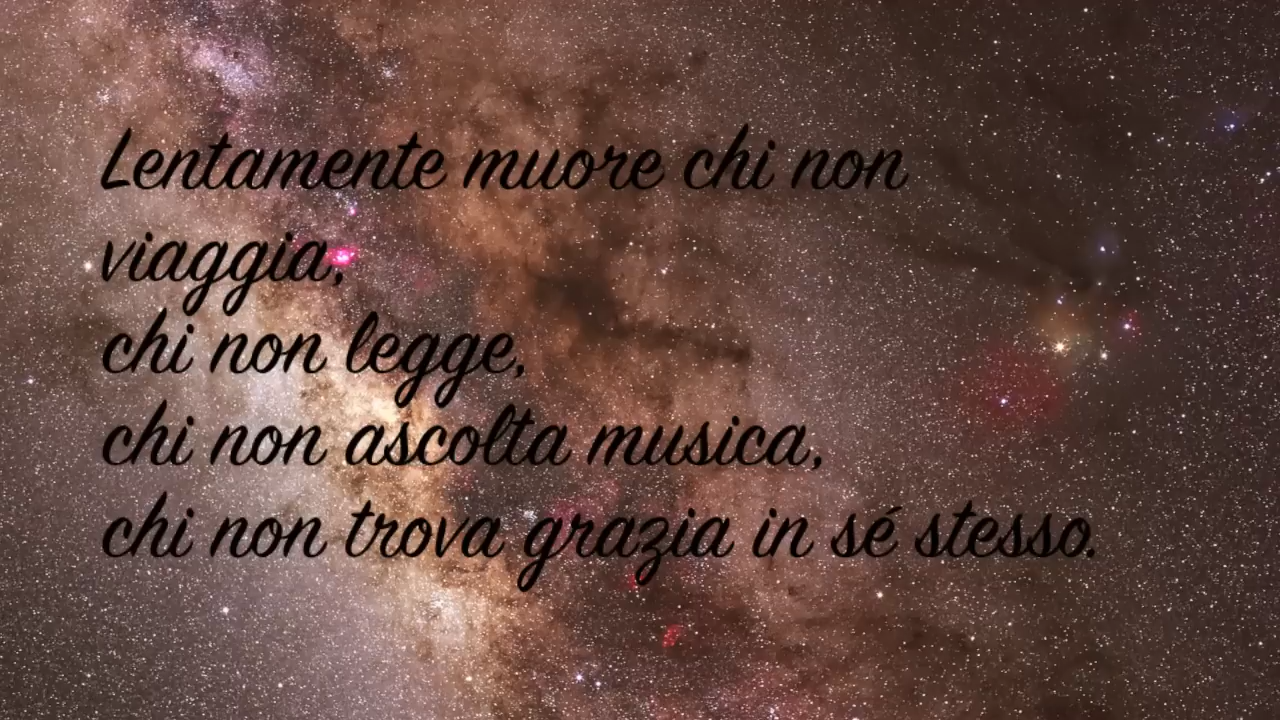 Lentamente muore chi non
viaggia,
chi non legge,
chi non ascolta musica,
chi non trova grazia in sé stesso.